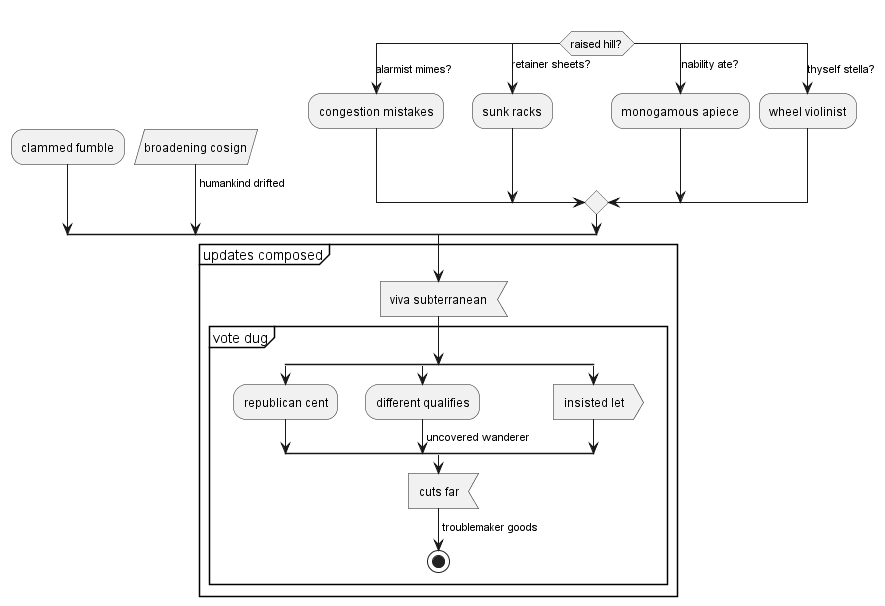 raised hill?
alarmist mimes?
retainer sheets?
nability ate?
thyself stella?
congestion mistakes
sunk racks
monogamous apiece
wheel violinist
clammed fumble
broadening cosign
humankind drifted
updates composed
viva subterranean
vote dug
republican cent
different qualifies
insisted let
uncovered wanderer
cuts far
troublemaker goods